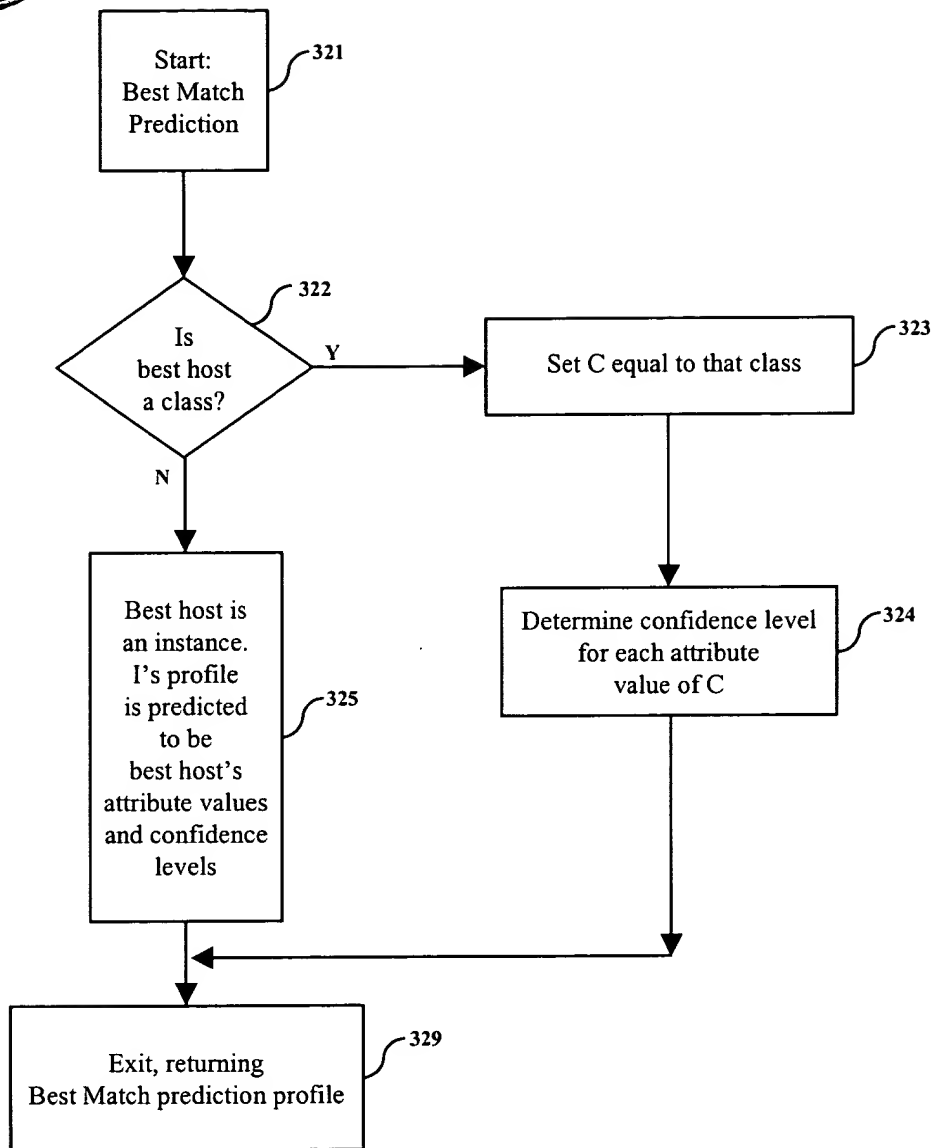 Start:
Best Match
Prediction
321
Is
best host
a class?
322
Y
N
Set C equal to that class
323
Determine confidence level
for each attribute
value of C
324
Best host is
an instance.
I's profile
is predicted
to be
best host's
attribute values
and confidence
levels
325
Exit, returning
Best Match prediction profile
329